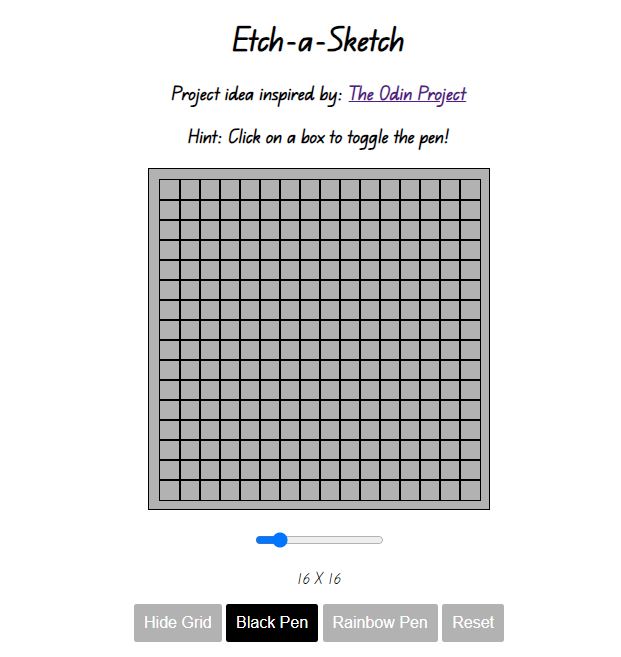 Etch-a-Sketch
Project idea inspired by: The Odin Project
Hint: Click on a box to toggle the pen!
16 X 16
Hide Grid Black Pen Rainbow Pen Reset